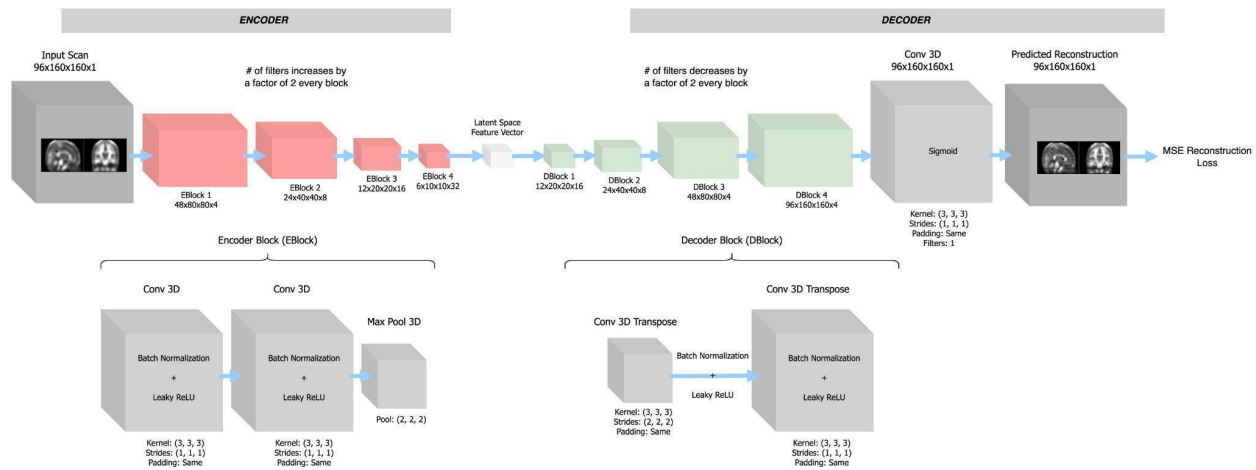 ENCODER
DECODER
Input Scan
96x160x160x1
# of filters increases by
a factor of 2 every block
EBlock 1
48x80x80x4
EBlock 2
24x40x40x8
EBlock 3
12x20x20x16
EBlock 4
6x10x10x32
Latent Space
Feature Vector
# of filters decreases by
a factor of 2 every block
DBlock 1
12x20x20x16
DBlock 2
24x40x40x8
DBlock 3
48x80x80x4
DBlock 4
96x160x160x4
Conv 3D
96x160x160x1
Sigmoid
Kernel: (3, 3, 3)
Strides: (1, 1, 1)
Padding: Same
Filters: 1
Predicted Reconstruction
96x160x160x1
MSE Reconstruction
Loss
Encoder Block (EBlock)
Conv 3D
Batch Normalization
+
Leaky ReLU
Kernel: (3, 3, 3)
Strides: (1, 1, 1)
Padding: Same
Conv 3D
Batch Normalization
+
Leaky ReLU
Kernel: (3, 3, 3)
Strides: (1, 1, 1)
Padding: Same
Max Pool 3D
Pool: (2, 2, 2)
Decoder Block (DBlock)
Conv 3D Transpose
Kernel: (3, 3, 3)
Strides: (2, 2, 2)
Padding: Same
Batch Normalization
+
Leaky ReLU
Conv 3D Transpose
Batch Normalization
+
Leaky ReLU
Kernel: (3, 3, 3)
Strides: (1, 1, 1)
Padding: Same